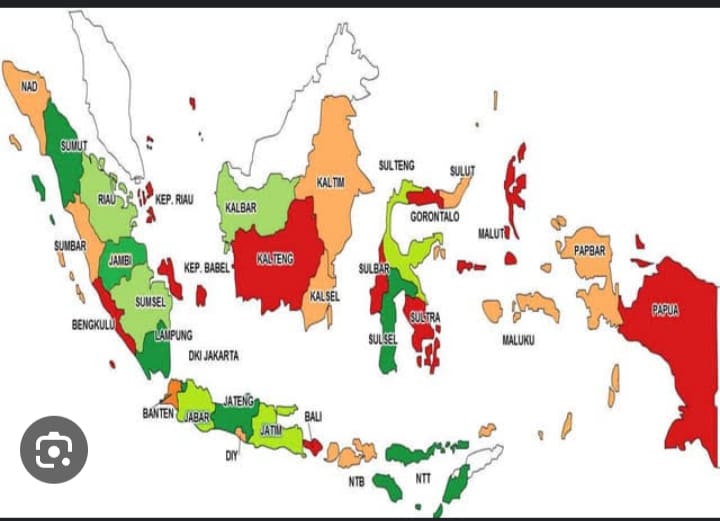 NAD
SUMUT
RIAU
KEP. RIAU
SUMBAR
JAMBI
KEP. BABEL
SUMSEL
BENGKULU
LAMPUNG
DKI JAKARTA
BANTEN
JABAR
JATENG
DIY
JATIM
BALI
NTB
NTT
KALBAR
KALTENG
KALTIM
KALSEL
SULTENG
SULUT
GORONTALO
SULBAR
SULSEL
SULTRA
MALUT
MALUKU
PAPBAR
PAPUA